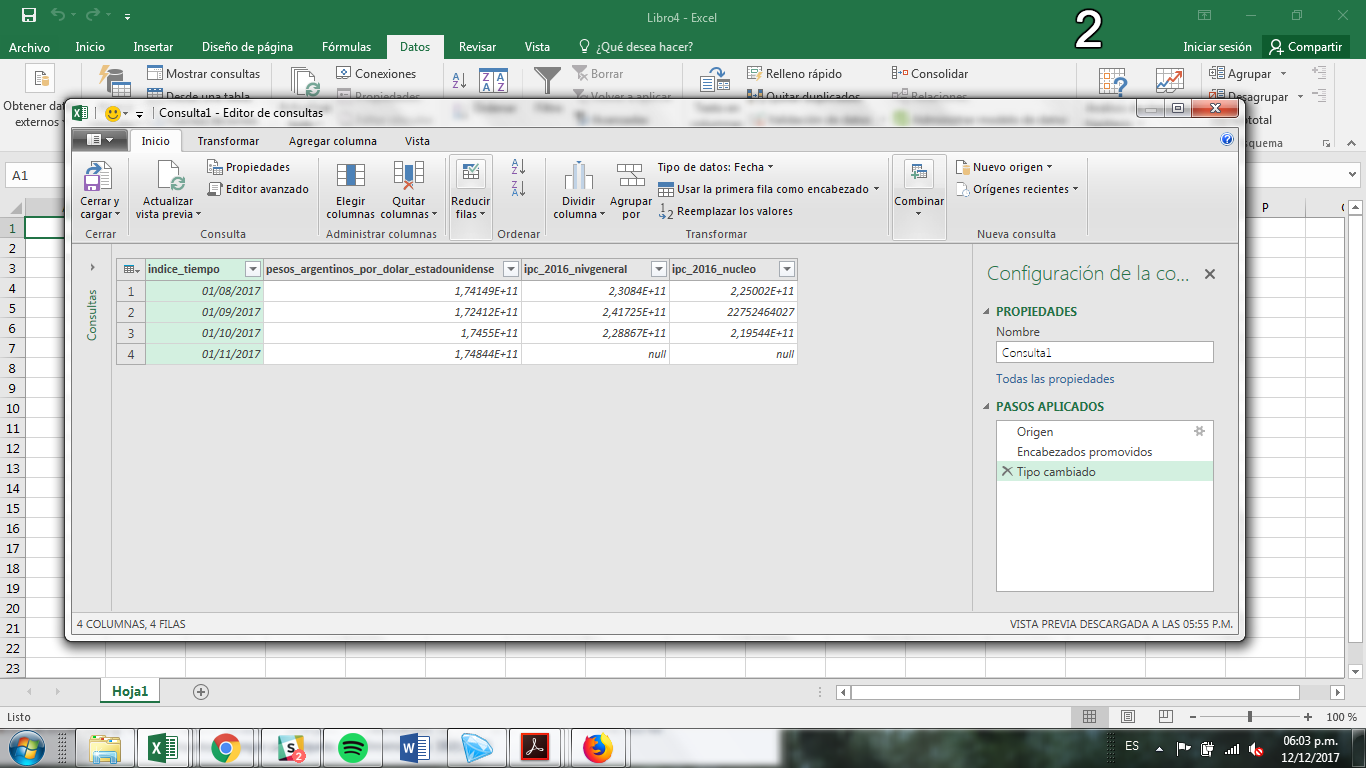 Libro4 - Excel
2
Archivo Inicio Insertar Diseño de página Fórmulas Datos Revisar Vista ¿Qué desea hacer? Iniciar sesión Compartir
Mostrar consultas Conexiones Borrar Relleno rápido Consolidar Agrupar
Obtener da
externos
Desde una tabla Propiedades Volver a aplicar Quitar duplicados Relaciones Desagrupar
total
quema
A1
Consulta1 - Editor de consultas
Inicio Transformar Agregar columna Vista
Cerrar y
cargar
Cerrar
Actualizar
vista previa
Propiedades
Editor avanzado
Consulta
Elegir
columnas
Quitar
columnas
Administrar columnas
Reducir
filas
Ordenar
Dividir
columna
Agrupar
por
Tipo de datos: Fecha
Usar la primera fila como encabezado
Reemplazar los valores
Transformar
Combinar
Nuevo origen
Orígenes recientes
Nueva consulta
Consultas
indice_tiempo pesos_argentinos_por_dolar_estadounidense ipc_2016_nivgeneral ipc_2016_nucleo
1 01/08/2017 1,74149E+11 2,3084E+11 2,25002E+11
2 01/09/2017 1,72412E+11 2,41725E+11 22752464027
3 01/10/2017 1,7455E+11 2,28867E+11 2,19544E+11
4 01/11/2017 1,74844E+11 null null
Configuración de la co...
PROPIEDADES
Nombre
Consulta1
Todas las propiedades
PASOS APLICADOS
Origen
Encabezados promovidos
Tipo cambiado
4 COLUMNAS, 4 FILAS VISTA PREVIA DESCARGADA A LAS 05:55 P.M.
P
1
2
3
4
5
6
7
8
9
10
11
12
13
14
15
16
17
18
19
20
21
22
23
Hoja1
Listo 100 %
ES 06:03 p.m.
12/12/2017